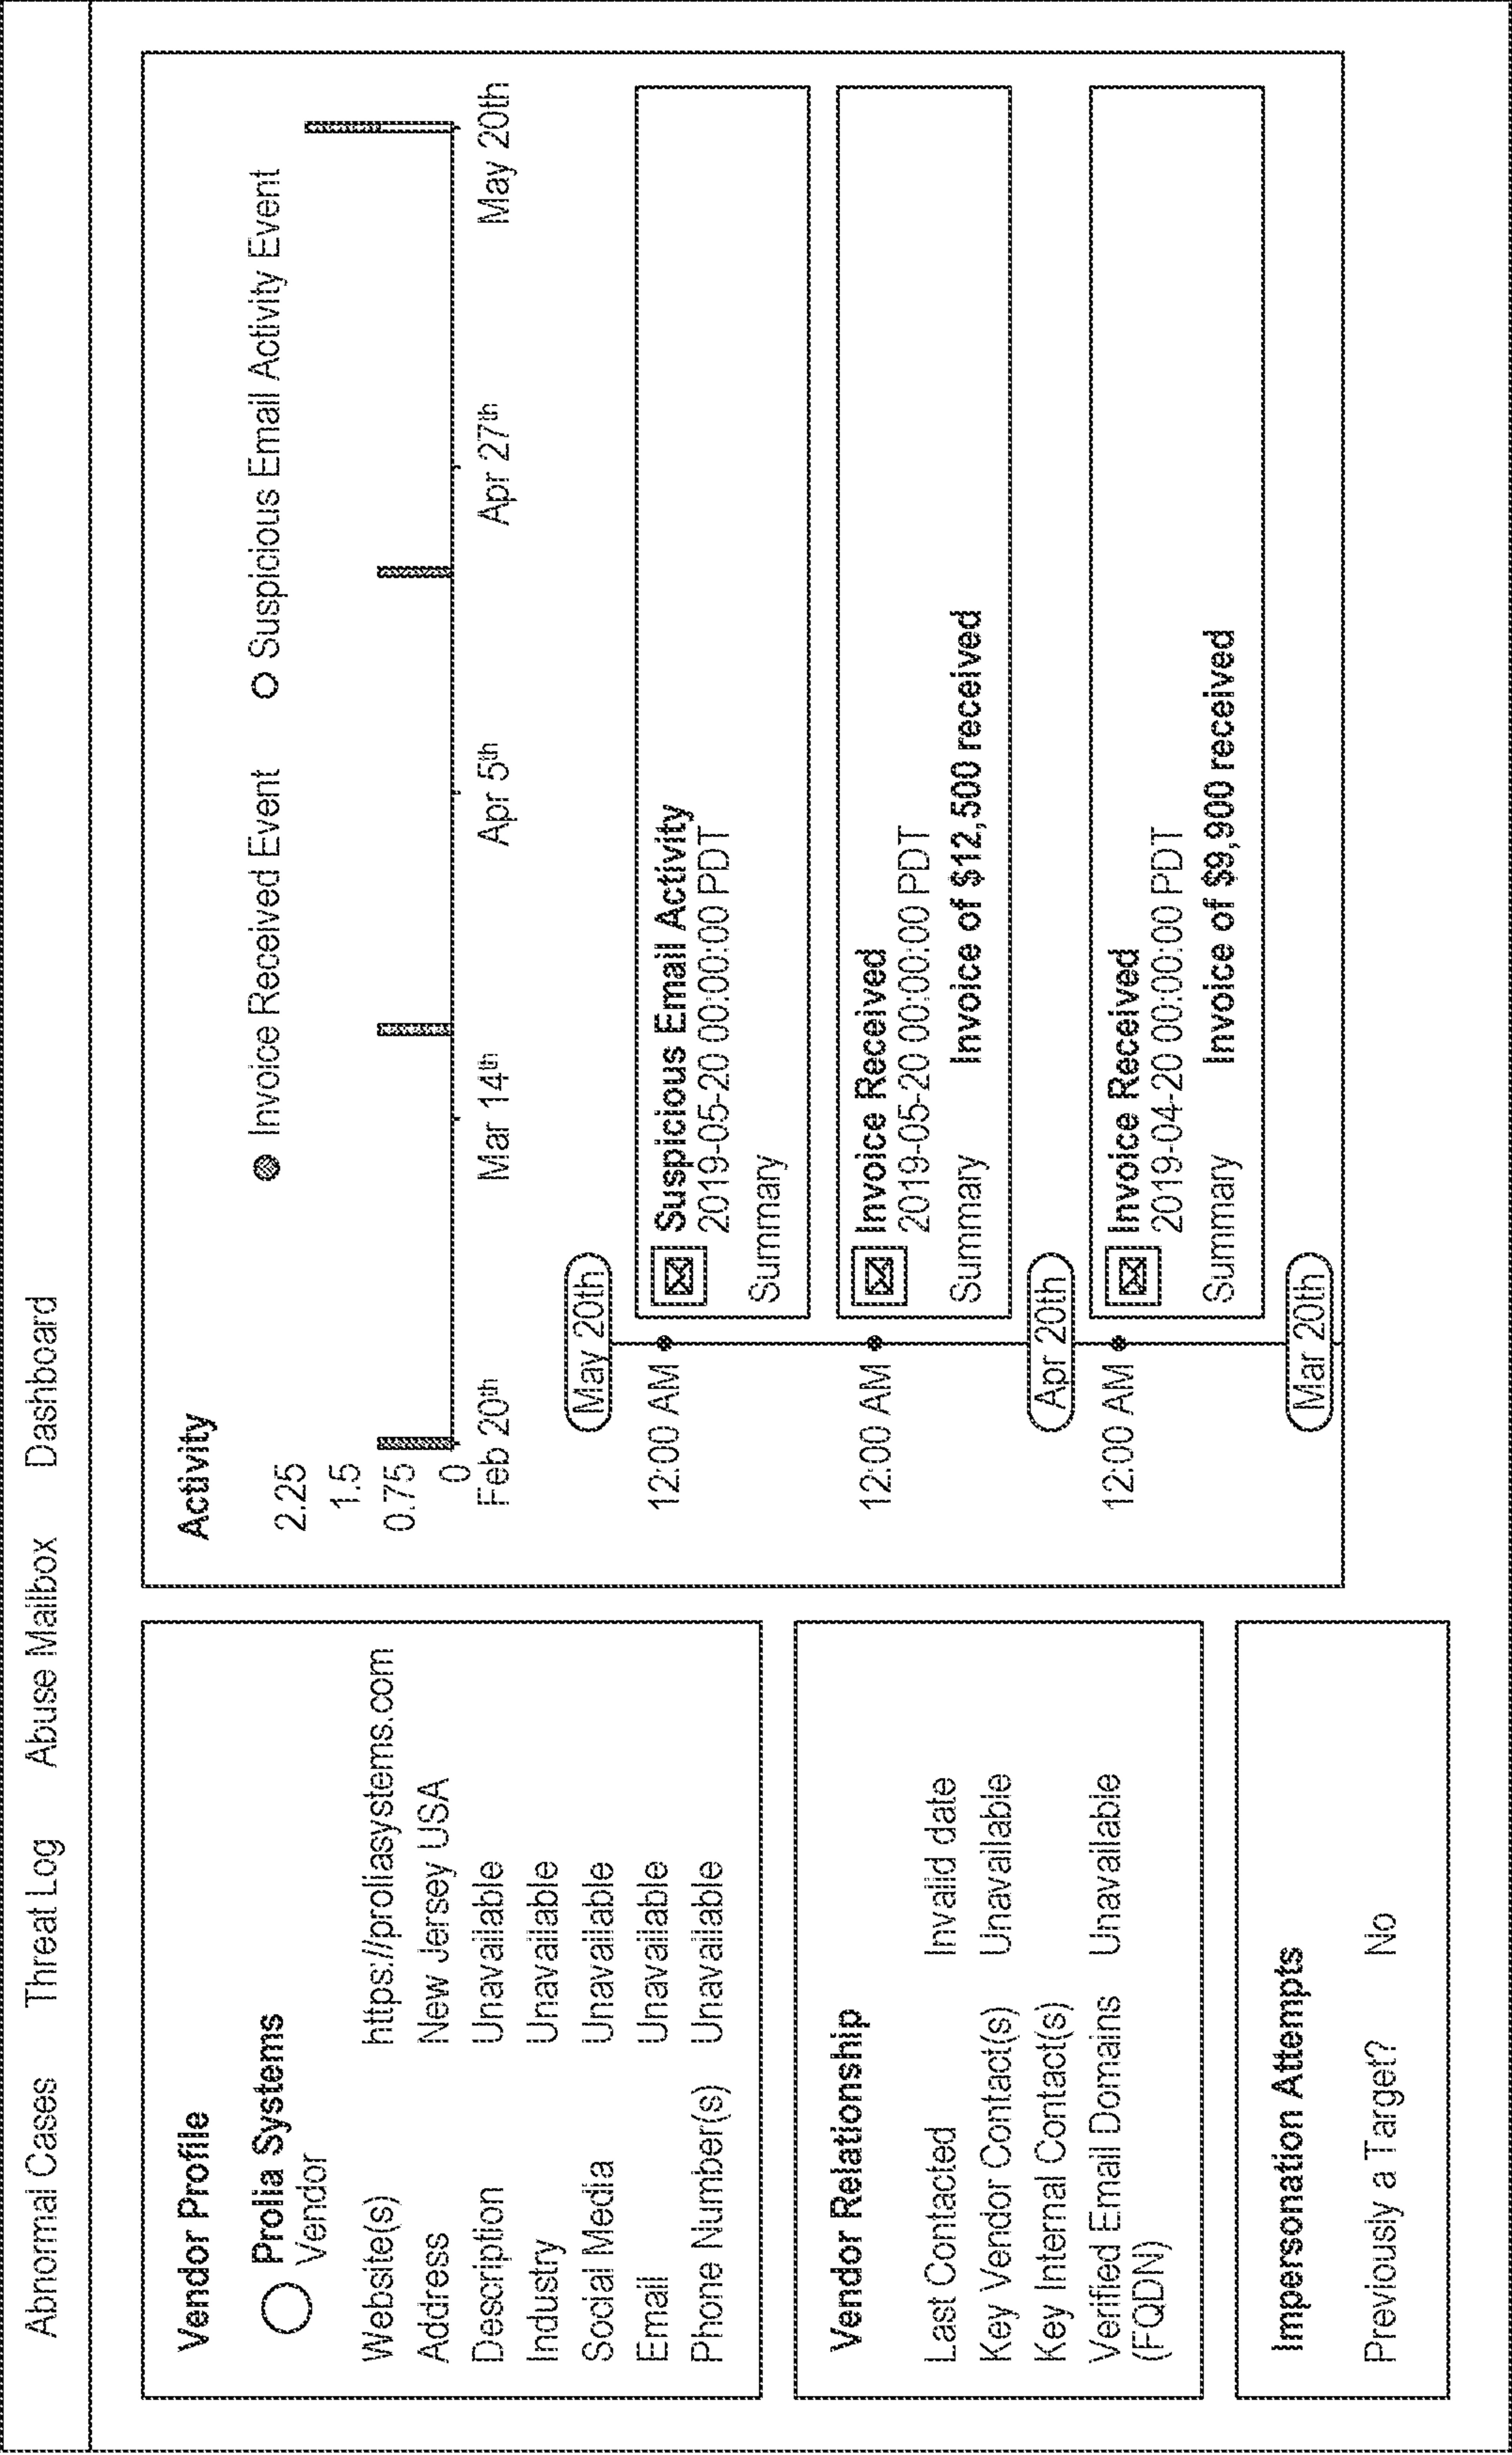 Abnormal Cases Threat Log Abuse Mailbox Dashboard
Vendor Profile
Prolia Systems
Vendor
Website(s) https://proliasystems.com
Address New Jersey USA
Description Unavailable
Industry Unavailable
Social Media Unavailable
Email Unavailable
Phone Number(s) Unavailable
Vendor Relationship
Last Contacted Invalid date
Key Vendor Contact(s) Unavailable
Key Internal Contact(s)
Verified Email Domains Unavailable
(FQDN)
Impersonation Attempts
Previously a Target? No
Activity
Invoice Received Event Suspicious Email Activity Event
2.25
1.5
0.75
0
Feb 20th Mar 14th Apr 5th Apr 27th May 20th
May 20th
12:00 AM
Suspicious Email Activity
2019-05-20 00:00:00 PDT
Summary
12:00 AM
Invoice Received
2019-05-20 00:00:00 PDT
Summary Invoice of $12,500 received
Apr 20th
12:00 AM
Invoice Received
2019-04-20 00:00:00 PDT
Summary Invoice of $9,900 received
Mar 20th